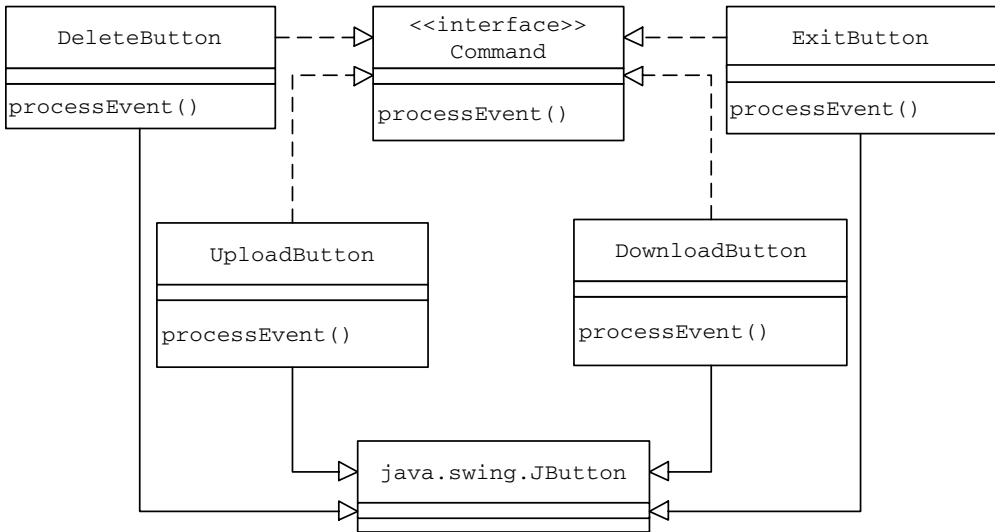 DeleteButton
processEvent()
<<interface>>
Command
processEvent()
ExitButton
processEvent()
UploadButton
processEvent()
DownloadButton
processEvent()
java.swing.JButton